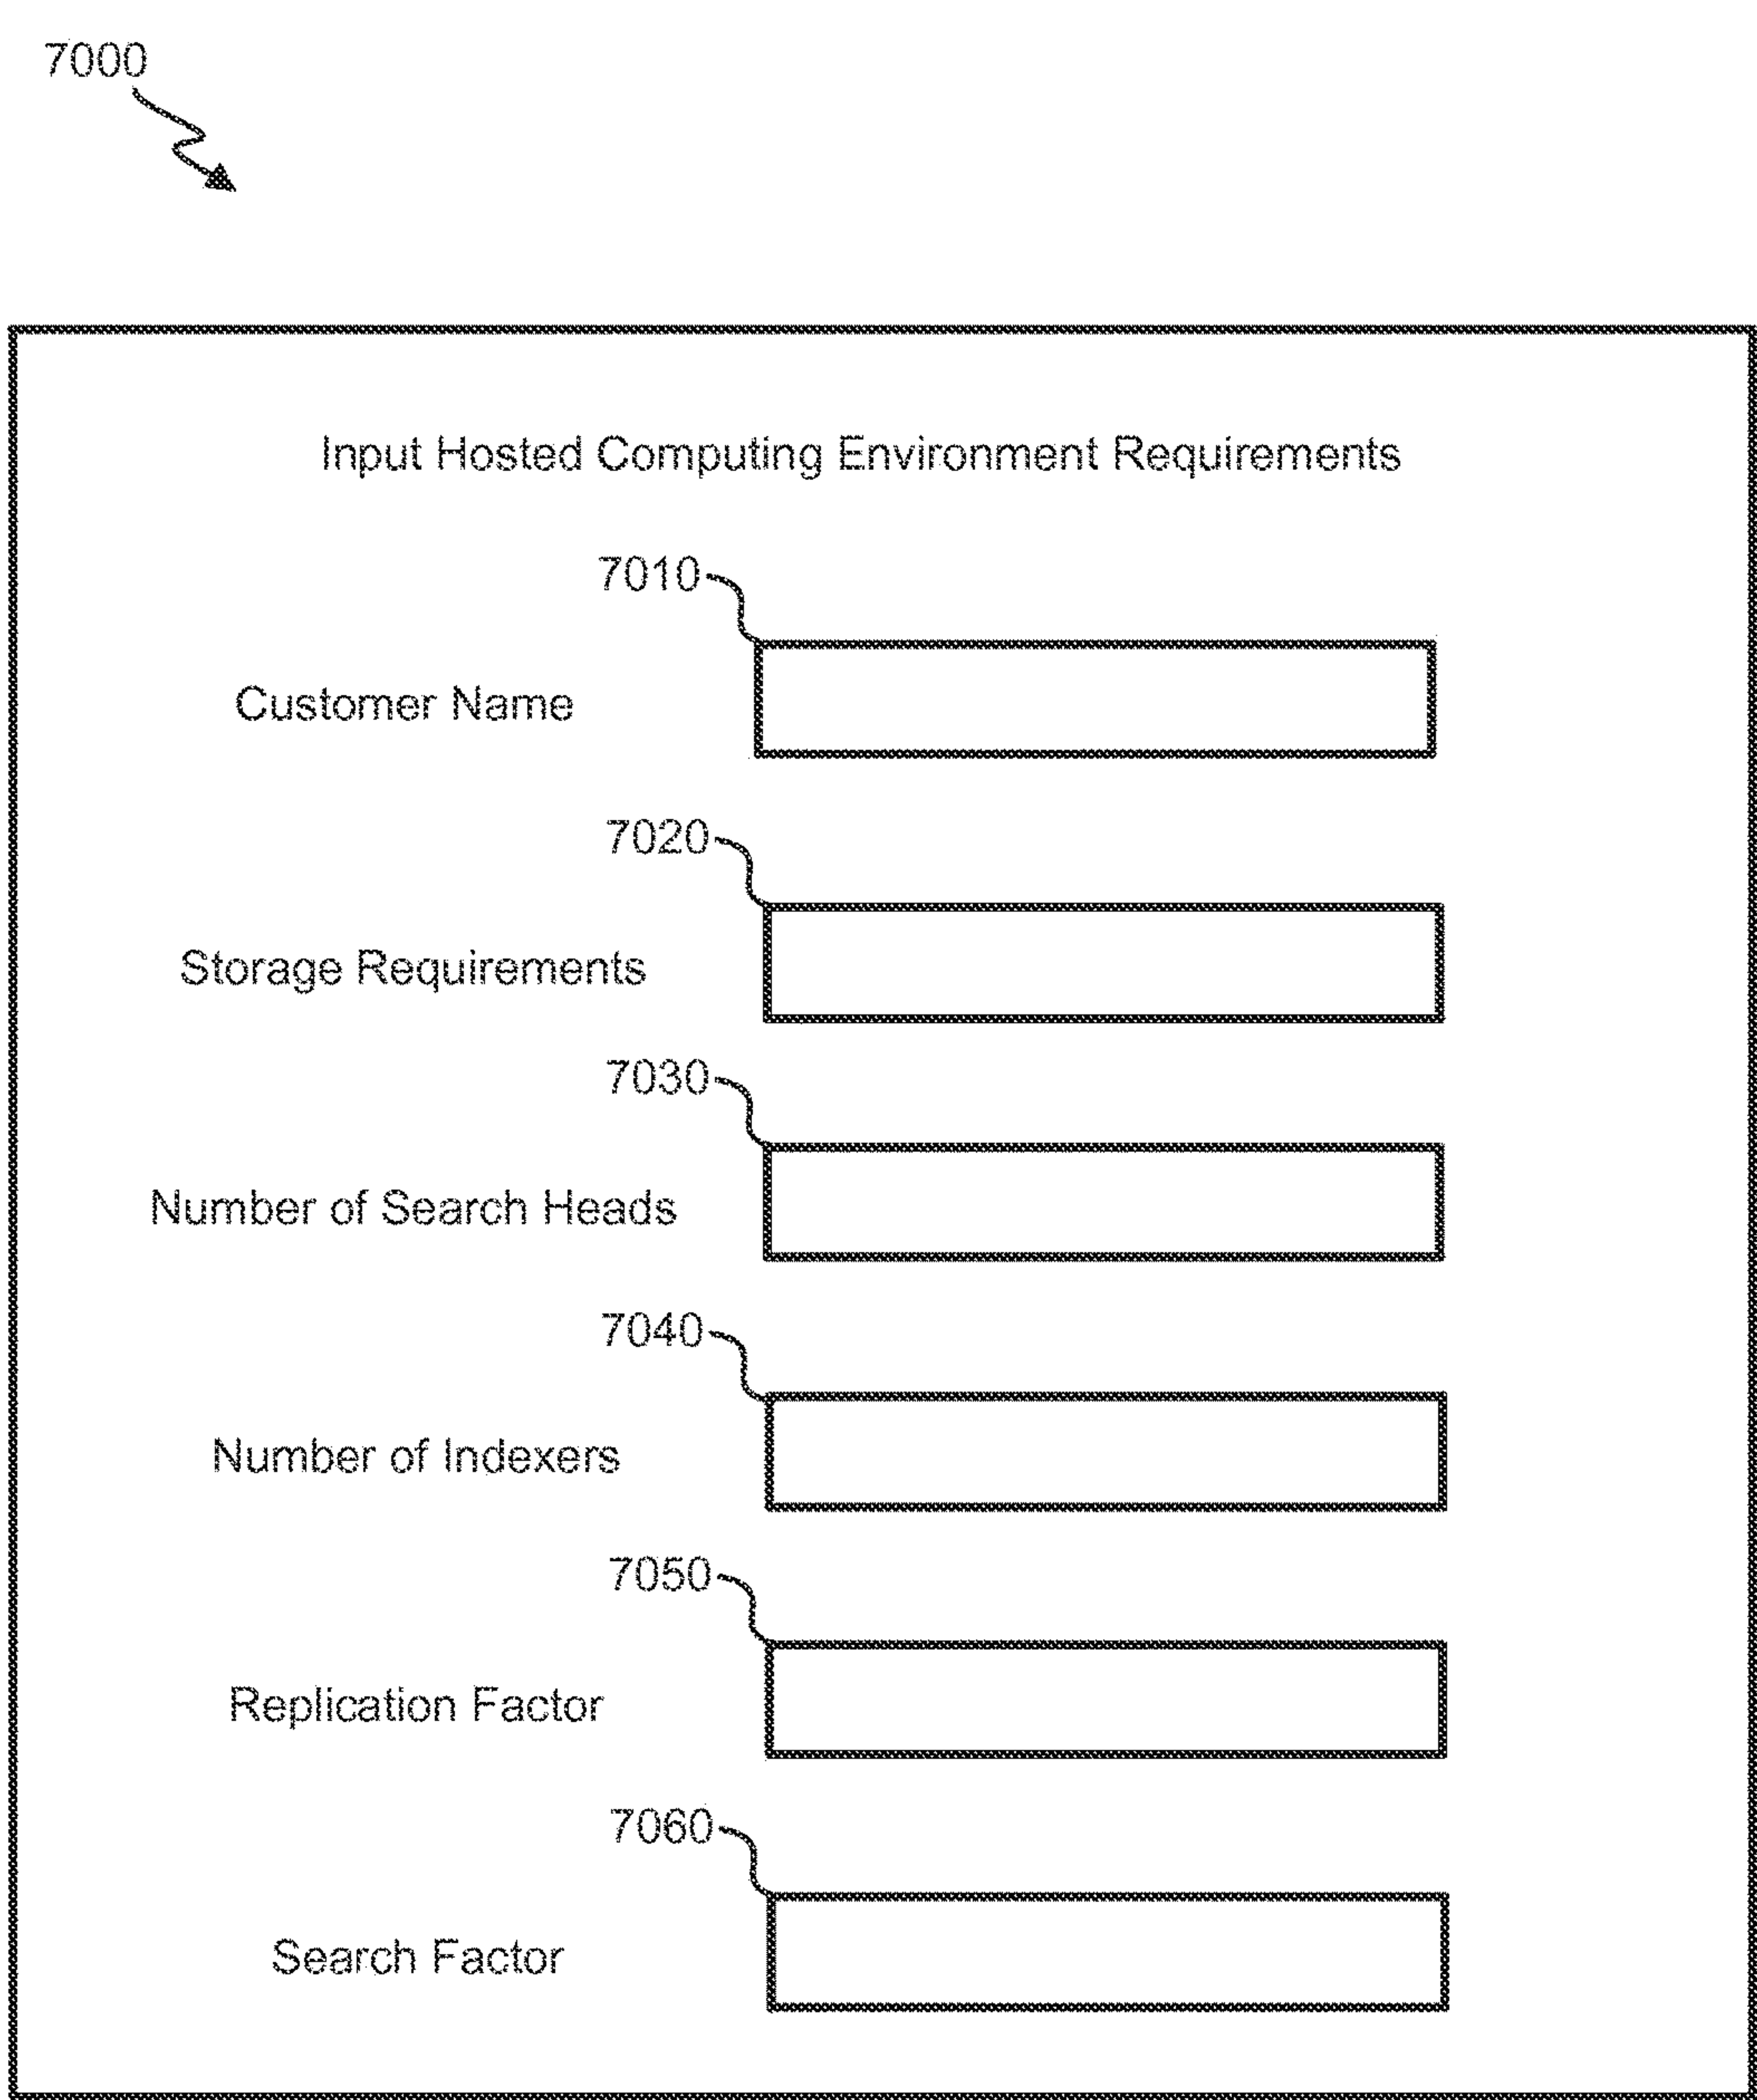 7000
Input Hosted Computing Environment Requirements
7010
Customer Name
7020
Storage Requirements
7030
Number of Search Heads
7040
Number of Indexers
7050
Replication Factor
7060
Search Factor